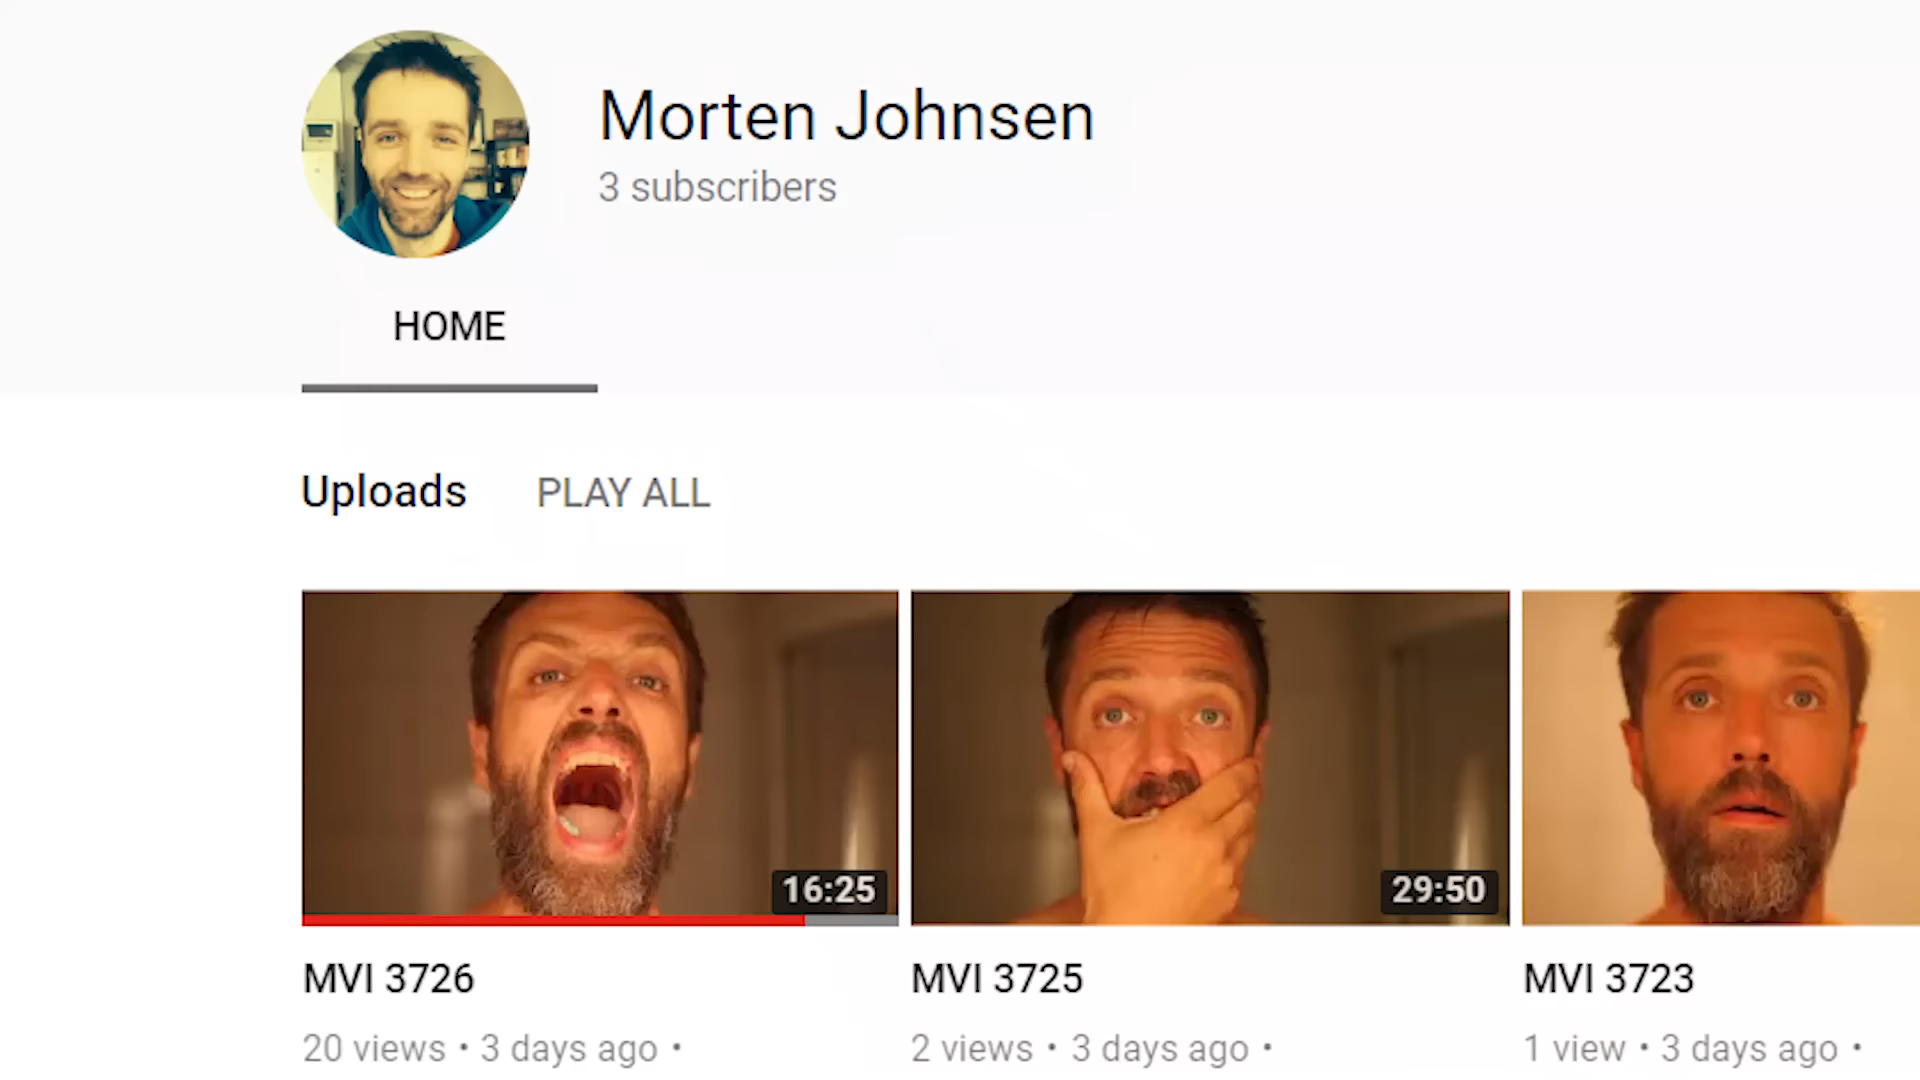 Morten Johnsen
3 subscribers
HOME
Uploads PLAY ALL
16:25 29:50
MVI 3726 MVI 3725 MVI 3723
20 views • 3 days ago • 2 views • 3 days ago • 1 view • 3 days ago •